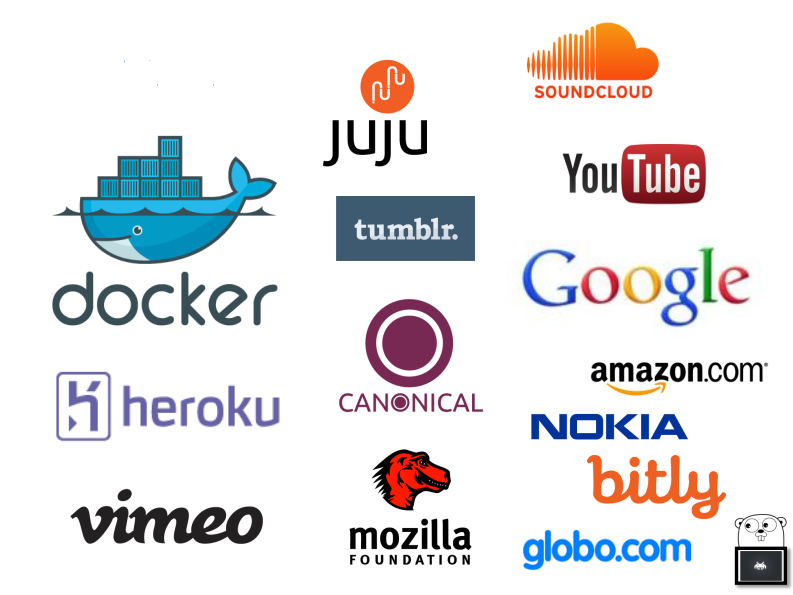 docker
heroku
vimeo
juju
tumblr.
CANONICAL
mozilla
FOUNDATION
SOUNDCLOUD
YouTube
Google
amazon.com
NOKIA
bitly
globo.com